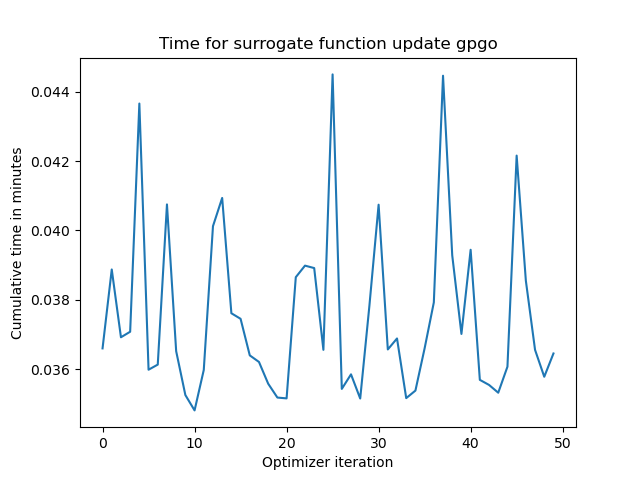 Time for surrogate function update gpgo
Cumulative time in minutes
0.044
0.042
0.040
0.038
0.036
0 10 20 30 40 50
Optimizer iteration